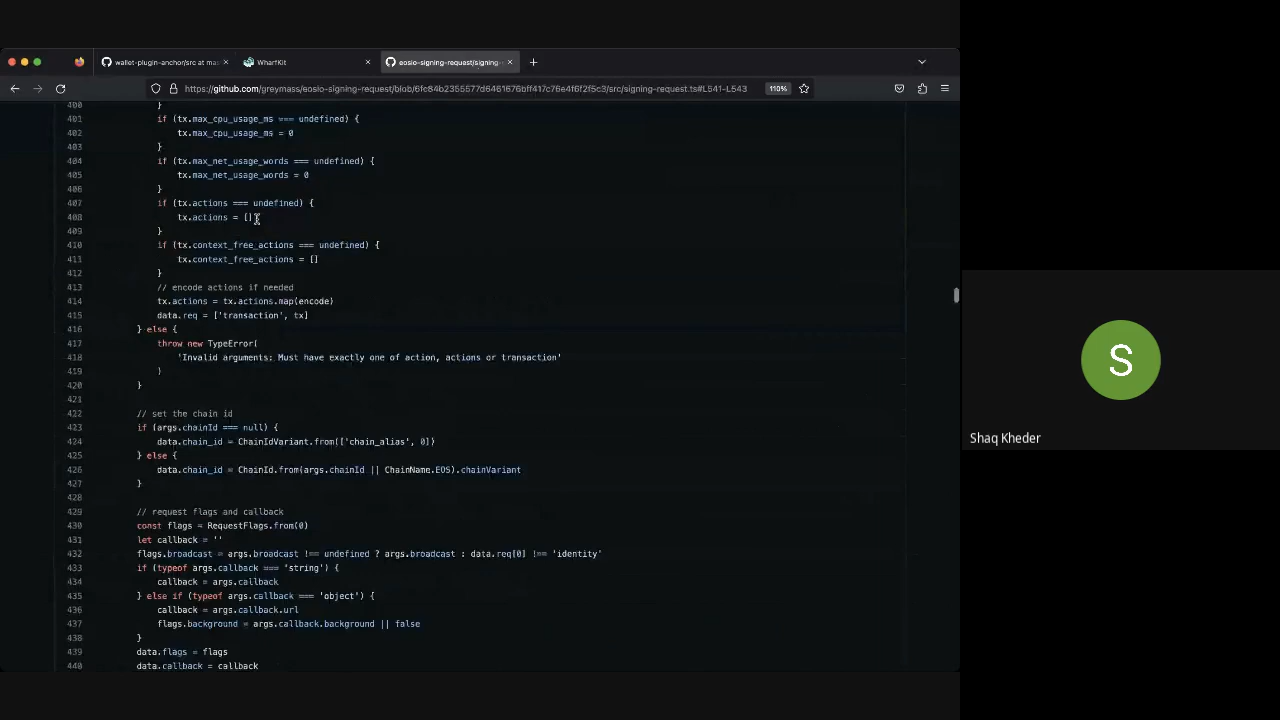 wallet-plugin-anchor/src at mas
WharfKit
eosio-signing-request/signing-
https://github.com/greymass/eosio-signing-request/blob/6fc84b2355577d6461676bff417c76e4f6f2f5c3/src/signing-request.ts#L541-L543
110%
400 }
401 if (tx.max_cpu_usage_ms === undefined) {
402 tx.max_cpu_usage_ms = 0
403 }
404 if (tx.max_net_usage_words === undefined) {
405 tx.max_net_usage_words = 0
406 }
407 if (tx.actions === undefined) {
408 tx.actions = []
409 }
410 if (tx.context_free_actions === undefined) {
411 tx.context_free_actions = []
412 }
413 // encode actions if needed
414 tx.actions = tx.actions.map(encode)
415 data.req = ['transaction', tx]
416 } else {
417 throw new TypeError(
418 'Invalid arguments: Must have exactly one of action, actions or transaction'
419 )
420 }
421
422 // set the chain id
423 if (args.chainId === null) {
424 data.chain_id = ChainIdVariant.from(['chain_alias', 0])
425 } else {
426 data.chain_id = ChainId.from(args.chainId || ChainName.EOS).chainVariant
427 }
428
429 // request flags and callback
430 const flags = RequestFlags.from(0)
431 let callback = ''
432 flags.broadcast = args.broadcast !== undefined ? args.broadcast : data.req[0] !== 'identity'
433 if (typeof args.callback === 'string') {
434 callback = args.callback
435 } else if (typeof args.callback === 'object') {
436 callback = args.callback.url
437 flags.background = args.callback.background || false
438 }
439 data.flags = flags
440 data.callback = callback
S
Shaq Kheder